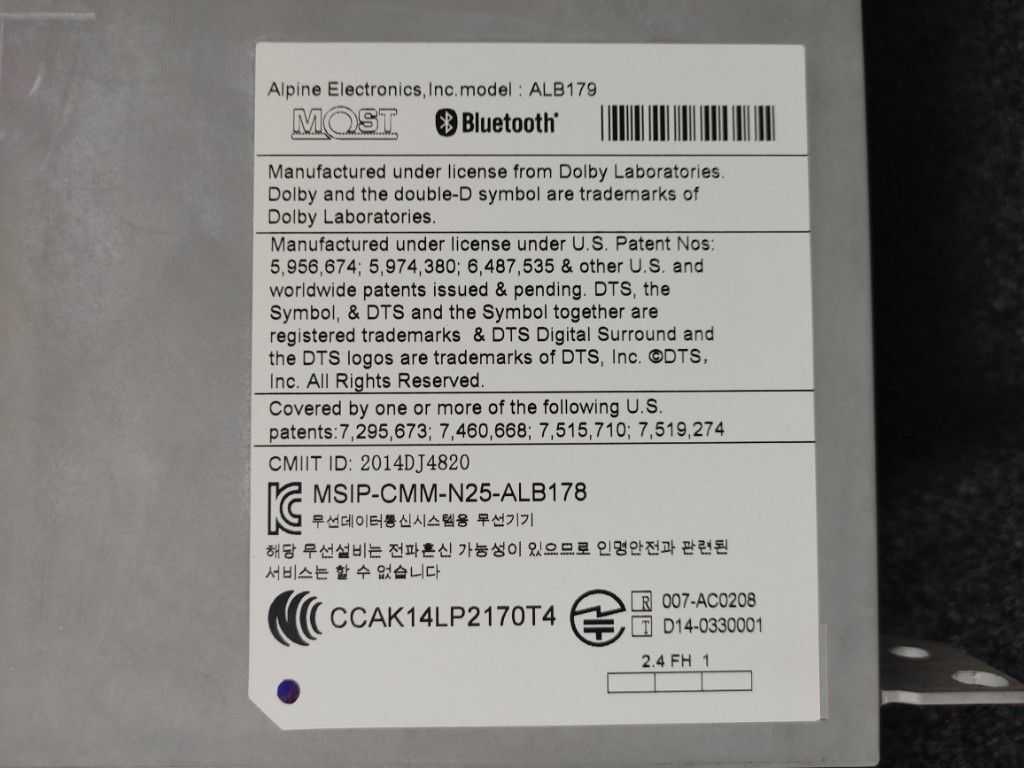 Alpine Electronics,Inc.model : ALB179
MOST Bluetooth®
Manufactured under license from Dolby Laboratories.
Dolby and the double-D symbol are trademarks of
Dolby Laboratories.
Manufactured under license under U.S. Patent Nos:
5,956,674; 5,974,380; 6,487,535 & other U.S. and
worldwide patents issued & pending. DTS, the
Symbol, & DTS and the Symbol together are
registered trademarks & DTS Digital Surround and
the DTS logos are trademarks of DTS, Inc. ©DTS,
Inc. All Rights Reserved.
Covered by one or more of the following U.S.
patents:7,295,673; 7,460,668; 7,515,710; 7,519,274
CMIIT ID: 2014DJ4820
MSIP-CMM-N25-ALB178
무선데이터통신시스템용 무선기기
해당 무선설비는 전파혼신 가능성이 있으므로 인명안전과 관련된
서비스는 할 수 없습니다
CCAK14LP2170T4
R 007-AC0208
T D14-0330001
2.4 FH 1